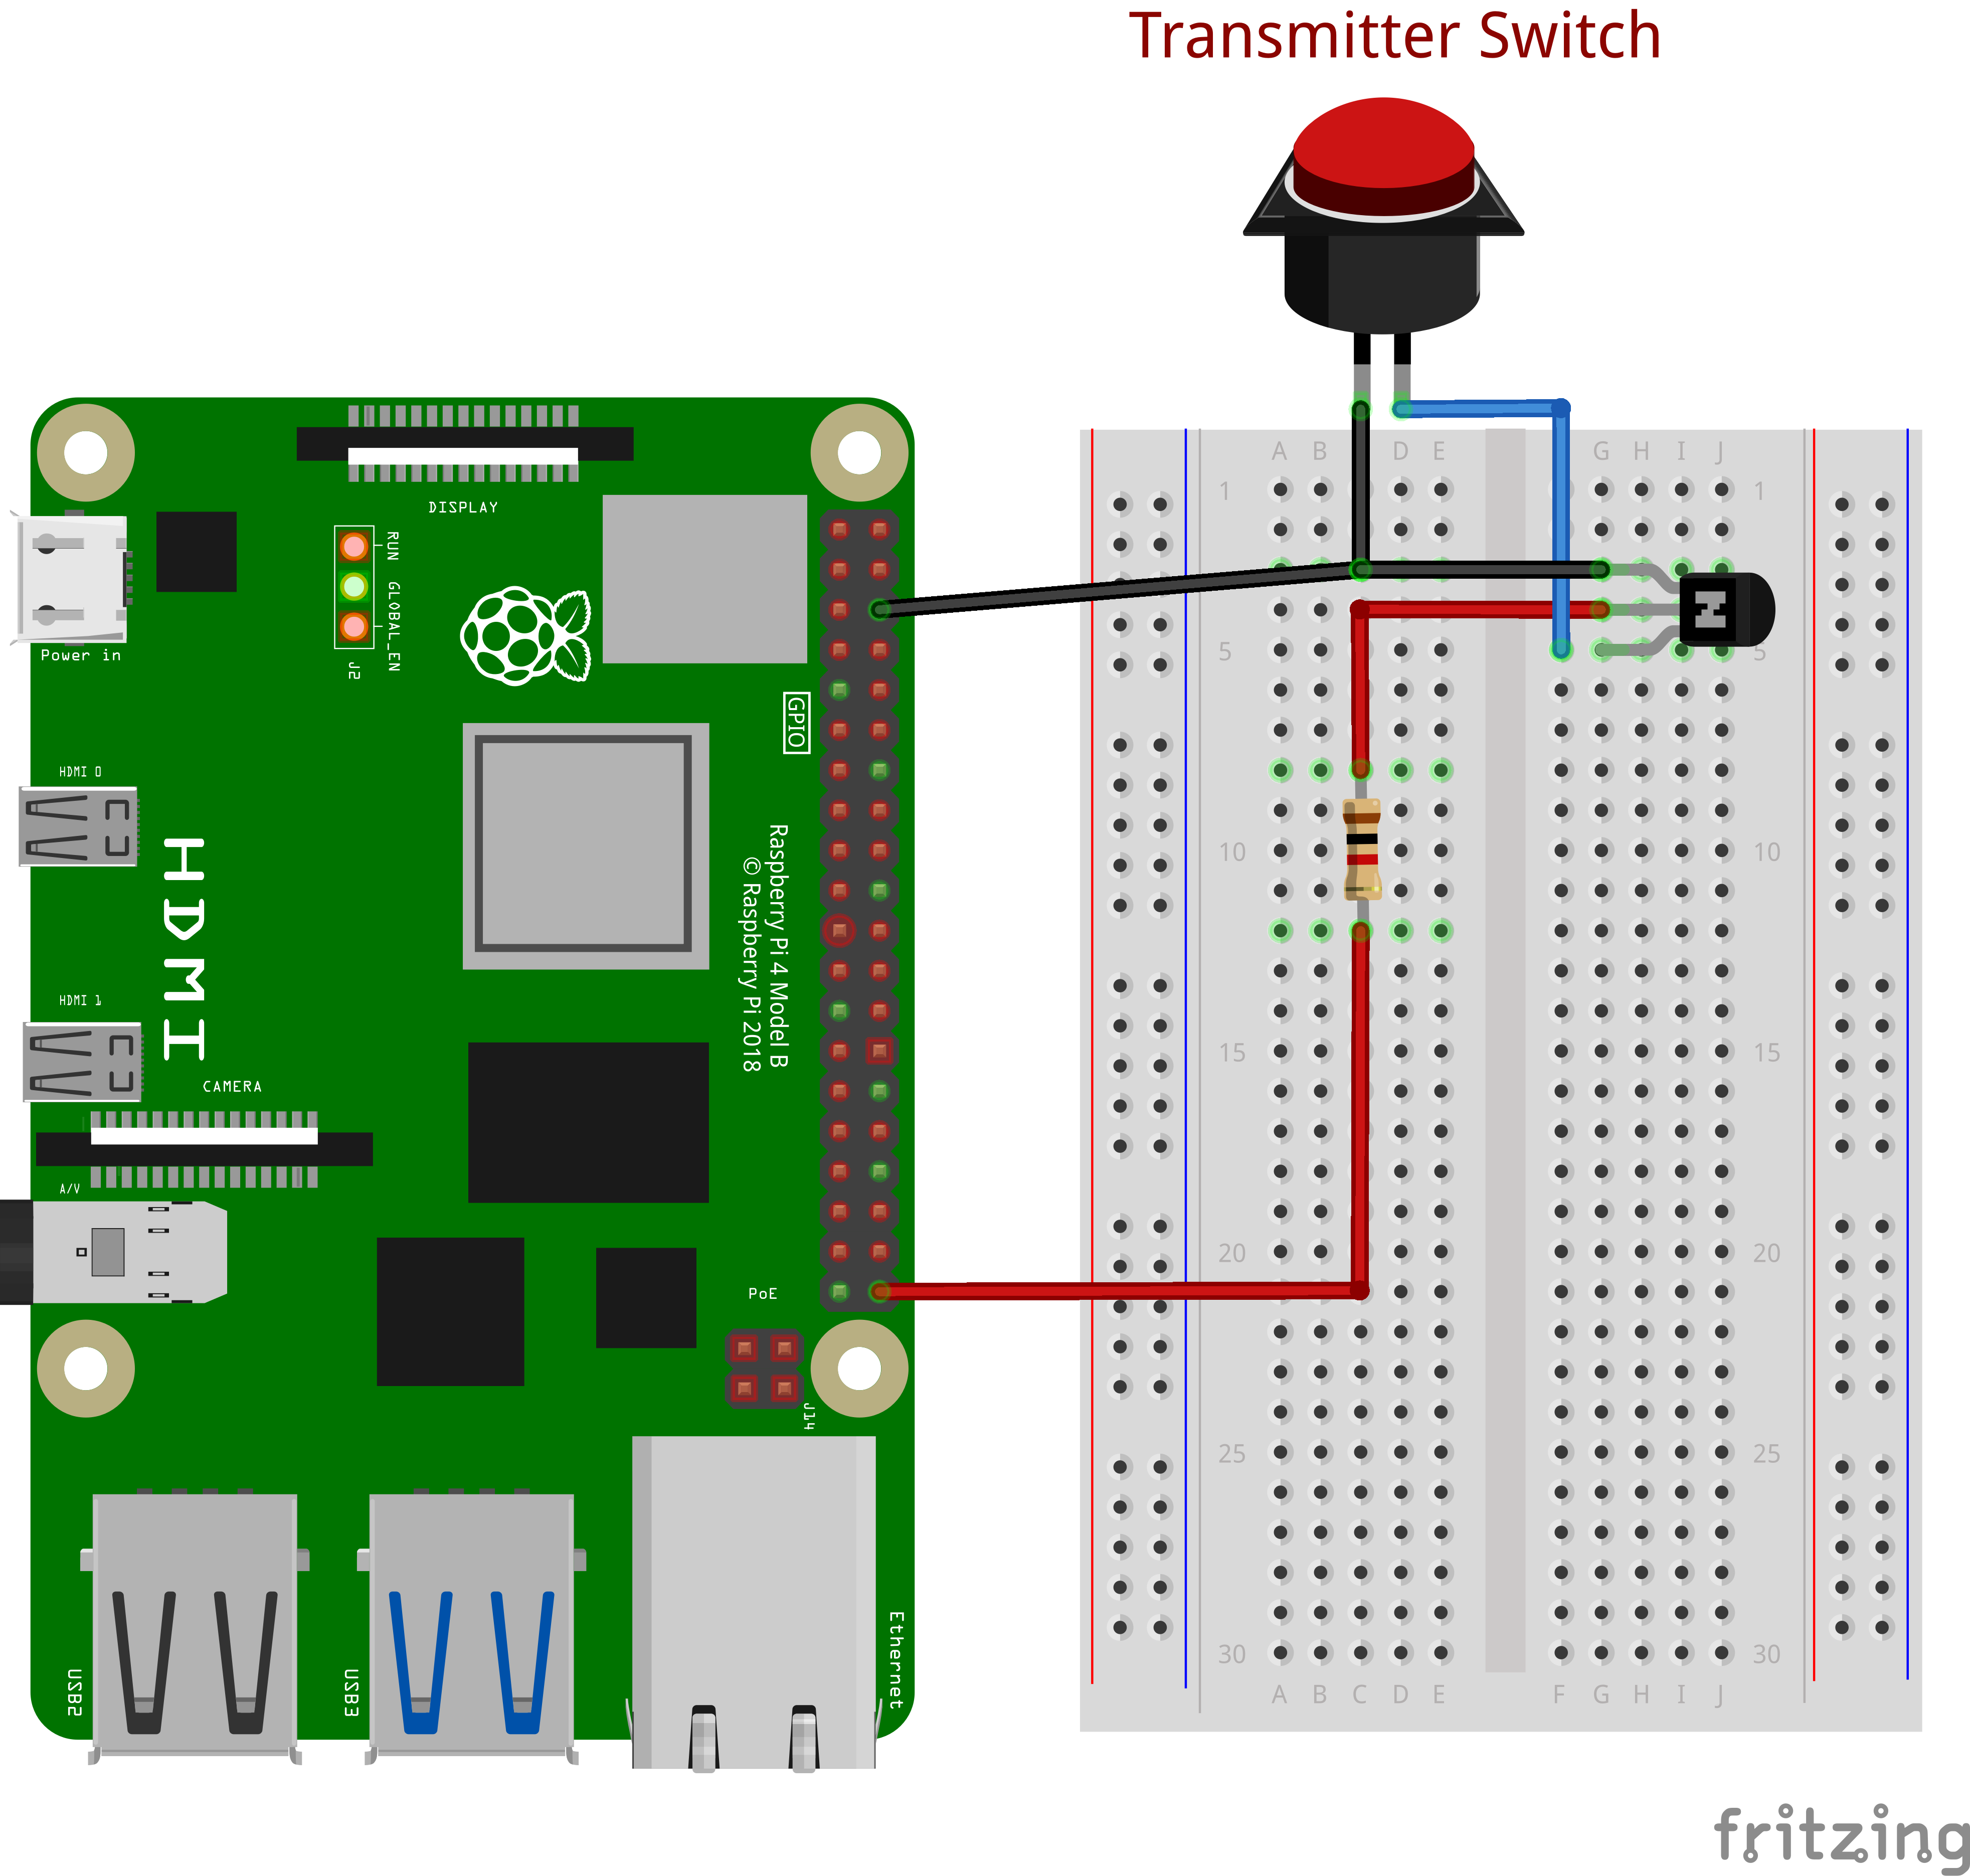 Transmitter Switch
DISPLAY
RUN
GLOBAL_EN
J2
Power in
GPIO
HDMI 0
HDMI
HDMI 1
Raspberry Pi 4 Model B
© Raspberry Pi 2018
CAMERA
A/V
PoE
J14
USB2
USB3
Ethernet
A B D E G H I J
1 1
5 5
10 10
15 15
20 20
25 25
30 30
A B C D E F G H I J
N
fritzing